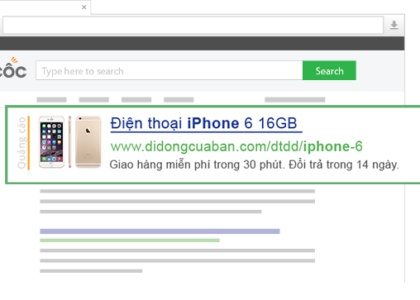 cốc
Type here to search
Search
Quảng cáo
Điện thoại iPhone 6 16GB
www.didongcuaban.com/dtdd/iphone-6
Giao hàng miễn phí trong 30 phút. Đổi trả trong 14 ngày.